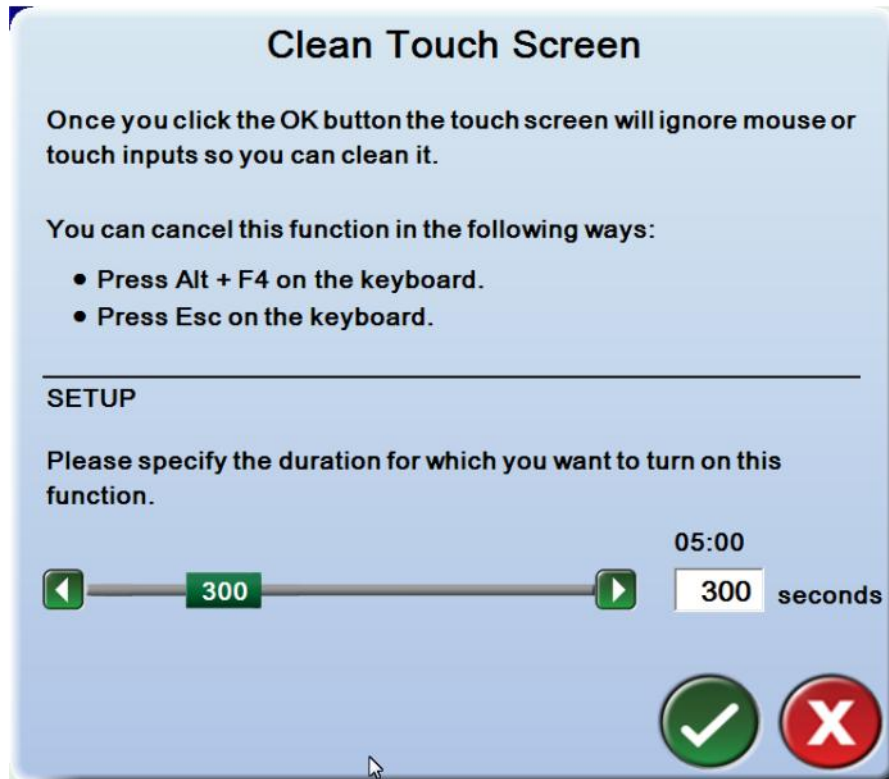 Clean Touch Screen
Once you click the OK button the touch screen will ignore mouse or
touch inputs so you can clean it.
You can cancel this function in the following ways:
• Press Alt + F4 on the keyboard.
• Press Esc on the keyboard.
SETUP
Please specify the duration for which you want to turn on this
function.
05:00
300
300 seconds